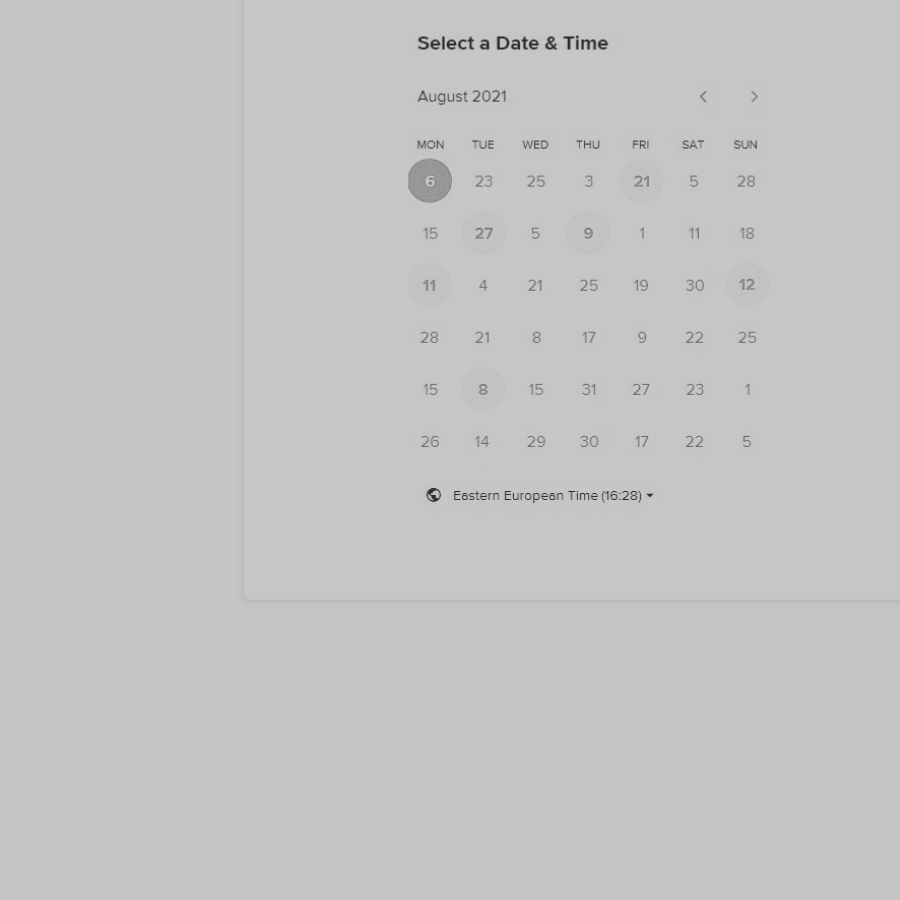 Select a Date & Time
August 2021
MON TUE WED THU FRI SAT SUN
6 23 25 3 21 5 28
15 27 5 9 1 11 18
11 4 21 25 19 30 12
28 21 8 17 9 22 25
15 8 15 31 27 23 1
26 14 29 30 17 22 5
Eastern European Time (16:28)